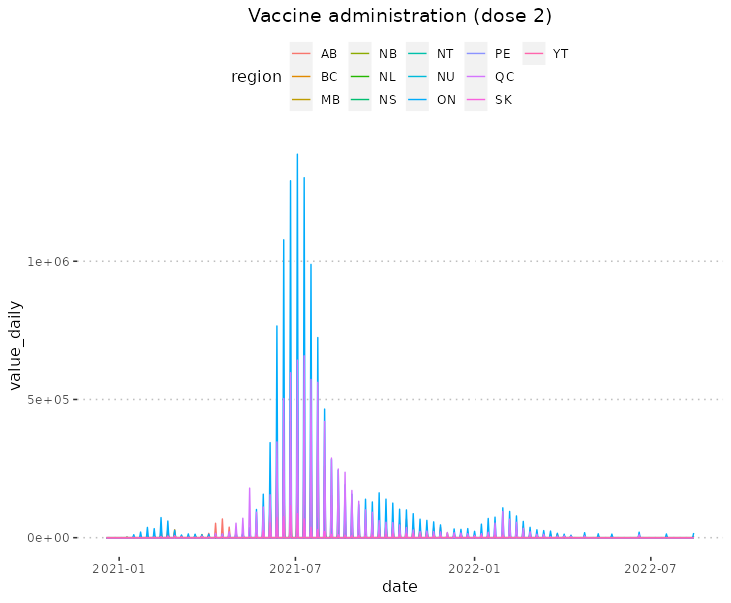 Vaccine administration (dose 2)
region
AB NB NT PE YT
BC NL NU QC
MB NS ON SK
value_daily
1e+06
5e+05
0e+00
2021-01 2021-07 2022-01 2022-07
date